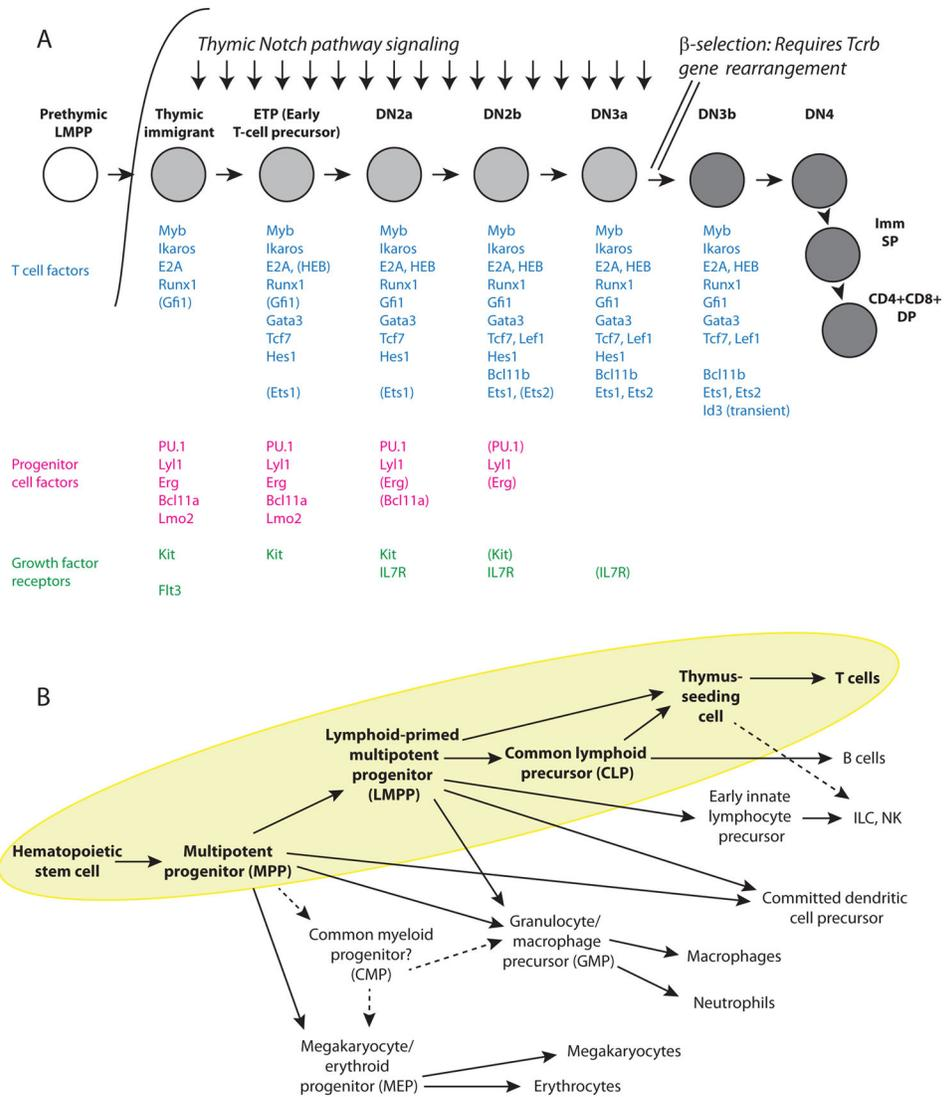 A
Thymic Notch pathway signaling
β-selection: Requires Tcrb
gene rearrangement
Prethymic
LMPP
Thymic
immigrant
ETP (Early
T-cell precursor)
DN2a
DN2b
DN3a
DN3b
DN4
Imm
SP
CD4+CD8+
DP
T cell factors
Myb
Ikaros
E2A
Runx1
(Gfi1)
Myb
Ikaros
E2A, (HEB)
Runx1
(Gfi1)
Gata3
Tcf7
Hes1
(Ets1)
Myb
Ikaros
E2A, HEB
Runx1
Gfi1
Gata3
Tcf7
Hes1
(Ets1)
Myb
Ikaros
E2A, HEB
Runx1
Gfi1
Gata3
Tcf7, Lef1
Hes1
Bcl11b
Ets1, (Ets2)
Myb
Ikaros
E2A, HEB
Runx1
Gfi1
Gata3
Tcf7, Lef1
Hes1
Bcl11b
Ets1, Ets2
Myb
Ikaros
E2A, HEB
Runx1
Gfi1
Gata3
Tcf7, Lef1
Bcl11b
Ets1, Ets2
Id3 (transient)
Progenitor
cell factors
PU.1
Lyl1
Erg
Bcl11a
Lmo2
PU.1
Lyl1
Erg
Bcl11a
Lmo2
PU.1
Lyl1
(Erg)
(Bcl11a)
(PU.1)
Lyl1
(Erg)
Growth factor
receptors
Kit
Flt3
Kit
Kit
IL7R
(Kit)
IL7R
(IL7R)
B
Thymus-
seeding
cell
T cells
Lymphoid-primed
multipotent
progenitor
(LMPP)
Common lymphoid
precursor (CLP)
B cells
Early innate
lymphocyte
precursor
ILC, NK
Hematopoietic
stem cell
Multipotent
progenitor (MPP)
Committed dendritic
cell precursor
Common myeloid
progenitor?
(CMP)
Granulocyte/
macrophage
precursor (GMP)
Macrophages
Neutrophils
Megakaryocyte/
erythroid
progenitor (MEP)
Megakaryocytes
Erythrocytes